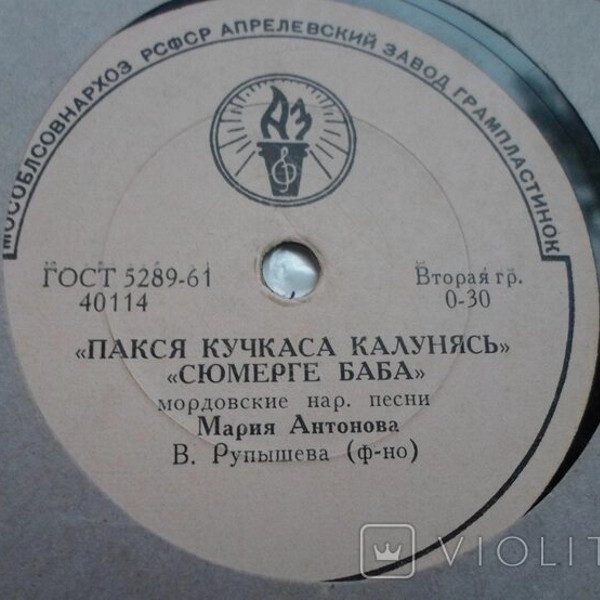 МОСОБЛСОВНАРХОЗ РСФСР АПРЕЛЕВСКИЙ ЗАВОД ГРАМПЛАСТИНОК
АЗ
ГОСТ 5289-61
40114
Вторая гр.
0-30
«ПАКСЯ КУЧКАСА КАЛУНЯСЬ»
«СЮМЕРГЕ БАБА»
мордовские нар. песни
Мария Антонова
В. Рупышева (ф-но)
VIOLIT